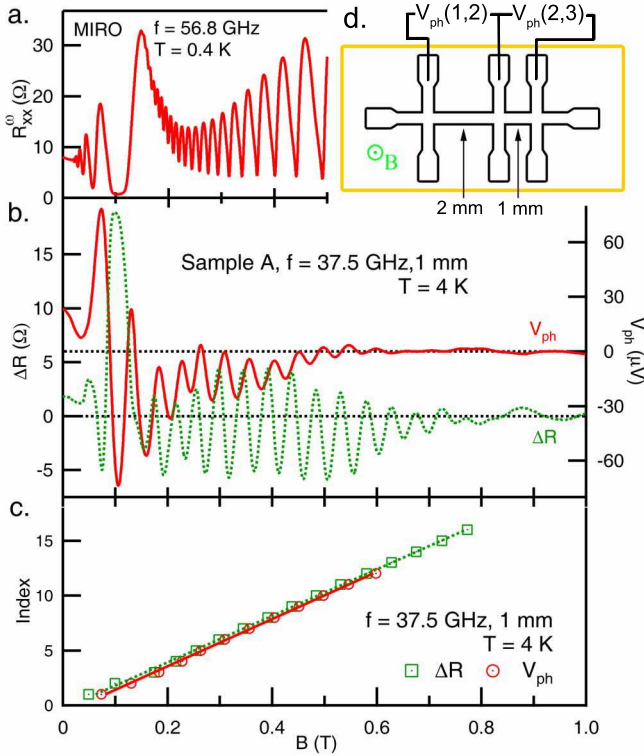 a.
MIRO
f = 56.8 GHz
T = 0.4 K
30
20
10
0
R^ω_xx (Ω)
d.
V_ph(1,2)
V_ph(2,3)
B
2 mm
1 mm
b.
Sample A, f = 37.5 GHz,1 mm
T = 4 K
V_ph
ΔR
15
10
5
0
-5
ΔR (Ω)
60
30
0
-30
-60
V_ph (μV)
c.
15
10
5
0
Index
f = 37.5 GHz, 1 mm
T = 4 K
ΔR V_ph
0 0.2 0.4 0.6 0.8 1.0
B (T)